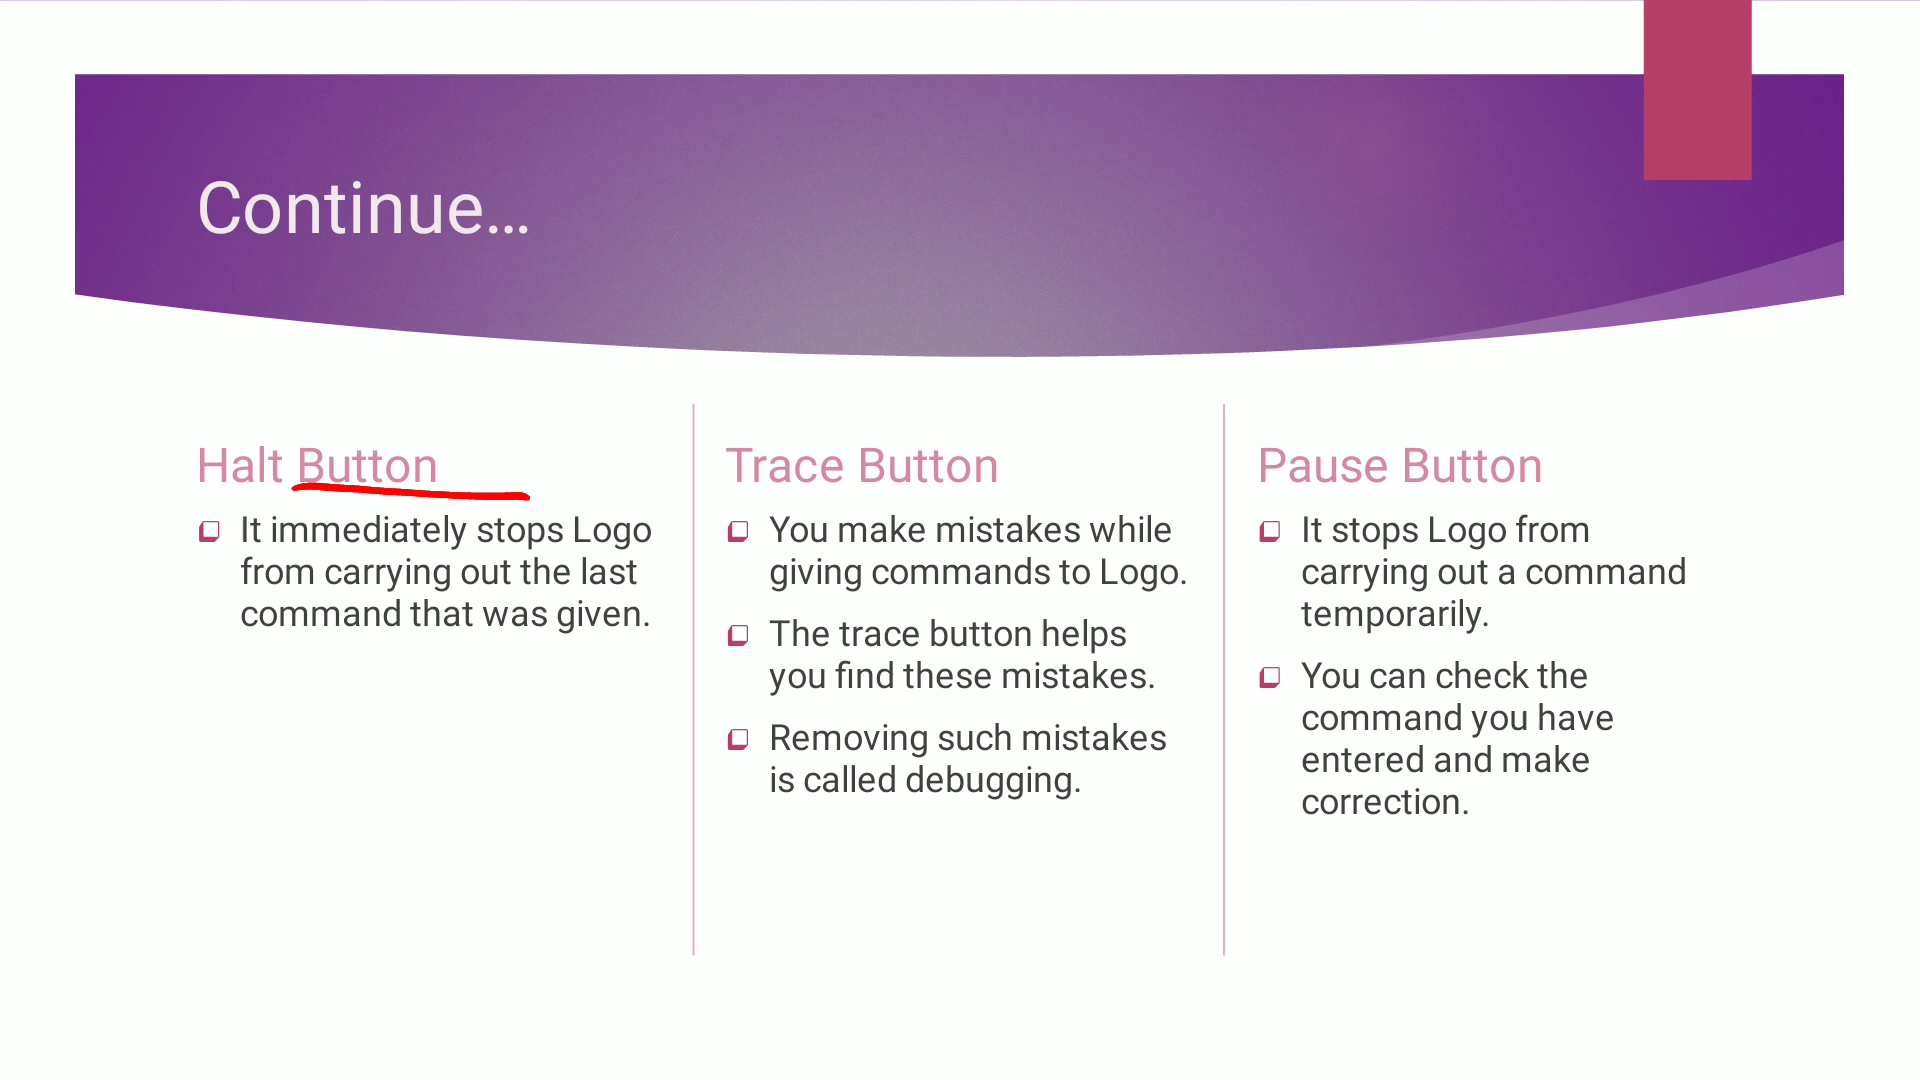 Continue...
Halt Button
It immediately stops Logo
from carrying out the last
command that was given.
Trace Button
You make mistakes while
giving commands to Logo.
The trace button helps
you find these mistakes.
Removing such mistakes
is called debugging.
Pause Button
It stops Logo from
carrying out a command
temporarily.
You can check the
command you have
entered and make
correction.